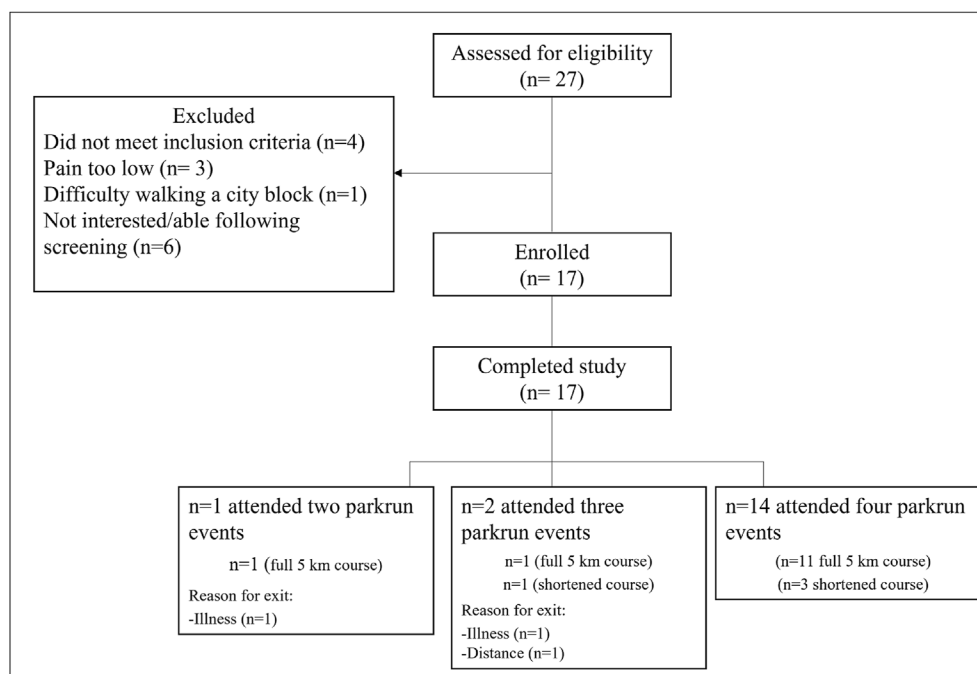 Assessed for eligibility
(n= 27)
Excluded
Did not meet inclusion criteria (n=4)
Pain too low (n= 3)
Difficulty walking a city block (n=1)
Not interested/able following
screening (n=6)
Enrolled
(n= 17)
Completed study
(n= 17)
n=1 attended two parkrun
events
n=1 (full 5 km course)
Reason for exit:
-Illness (n=1)
n=2 attended three
parkrun events
n=1 (full 5 km course)
n=1 (shortened course)
Reason for exit:
-Illness (n=1)
-Distance (n=1)
n=14 attended four parkrun
events
(n=11 full 5 km course)
(n=3 shortened course)